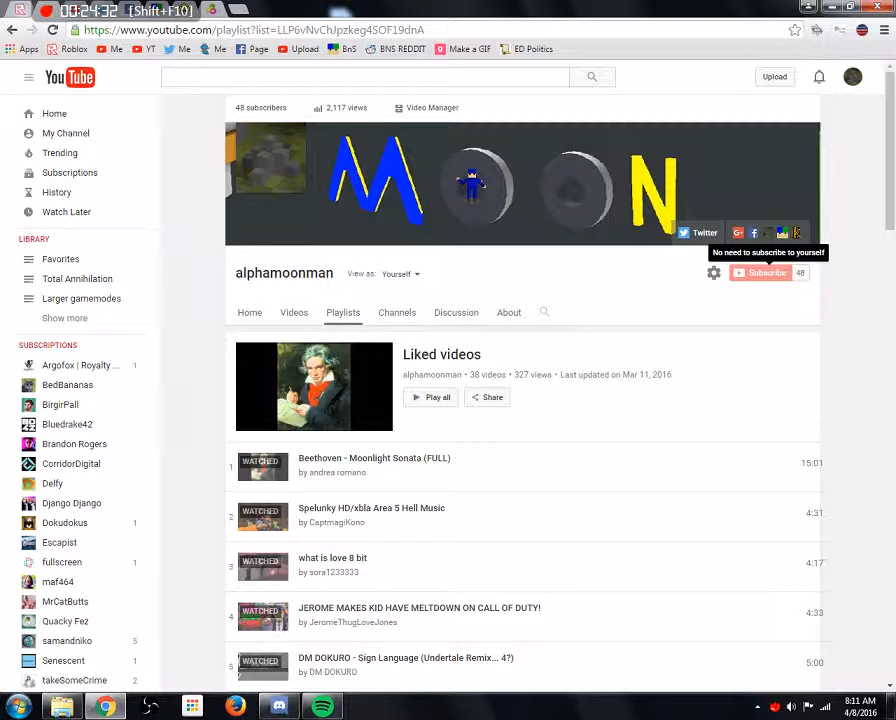 00:24:32 [Shift+F10]
https://www.youtube.com/playlist?list=LLP6vNvChJpzkeg4SOF19dnA
Apps Roblox Me YT Me Me Page Upload BnS BNS REDDIT Make a GIF ED Politics
YouTube
Upload
Home
My Channel
Trending
Subscriptions
History
Watch Later
LIBRARY
Favorites
Total Annihilation
Larger gamemodes
Show more
SUBSCRIPTIONS
Argofox | Royalty ... 1
BedBananas
BirgirPall
Bluedrake42
Brandon Rogers
CorridorDigital
Delfy
Django Django
Dokudokus 1
Escapist
fullscreen 1
maf464
MrCatButts
Quacky Fez
samandniko 5
Senescent 1
takeSomeCrime 2
48 subscribers 2,117 views Video Manager
MOON
Twitter
No need to subscribe to yourself
alphamoonman View as: Yourself Subscribe 48
Home Videos Playlists Channels Discussion About
Liked videos
alphamoonman • 38 videos • 327 views • Last updated on Mar 11, 2016
Play all Share
1 WATCHED Beethoven - Moonlight Sonata (FULL) 15:01
by andrea romano
2 WATCHED Spelunky HD/xbla Area 5 Hell Music 4:31
by CaptmagiKono
3 WATCHED what is love 8 bit 4:17
by sora1233333
4 WATCHED JEROME MAKES KID HAVE MELTDOWN ON CALL OF DUTY! 4:33
by JeromeThugLoveJones
5 WATCHED DM DOKURO - Sign Language (Undertale Remix... 4?) 5:00
by DM DOKURO
8:11 AM
4/8/2016